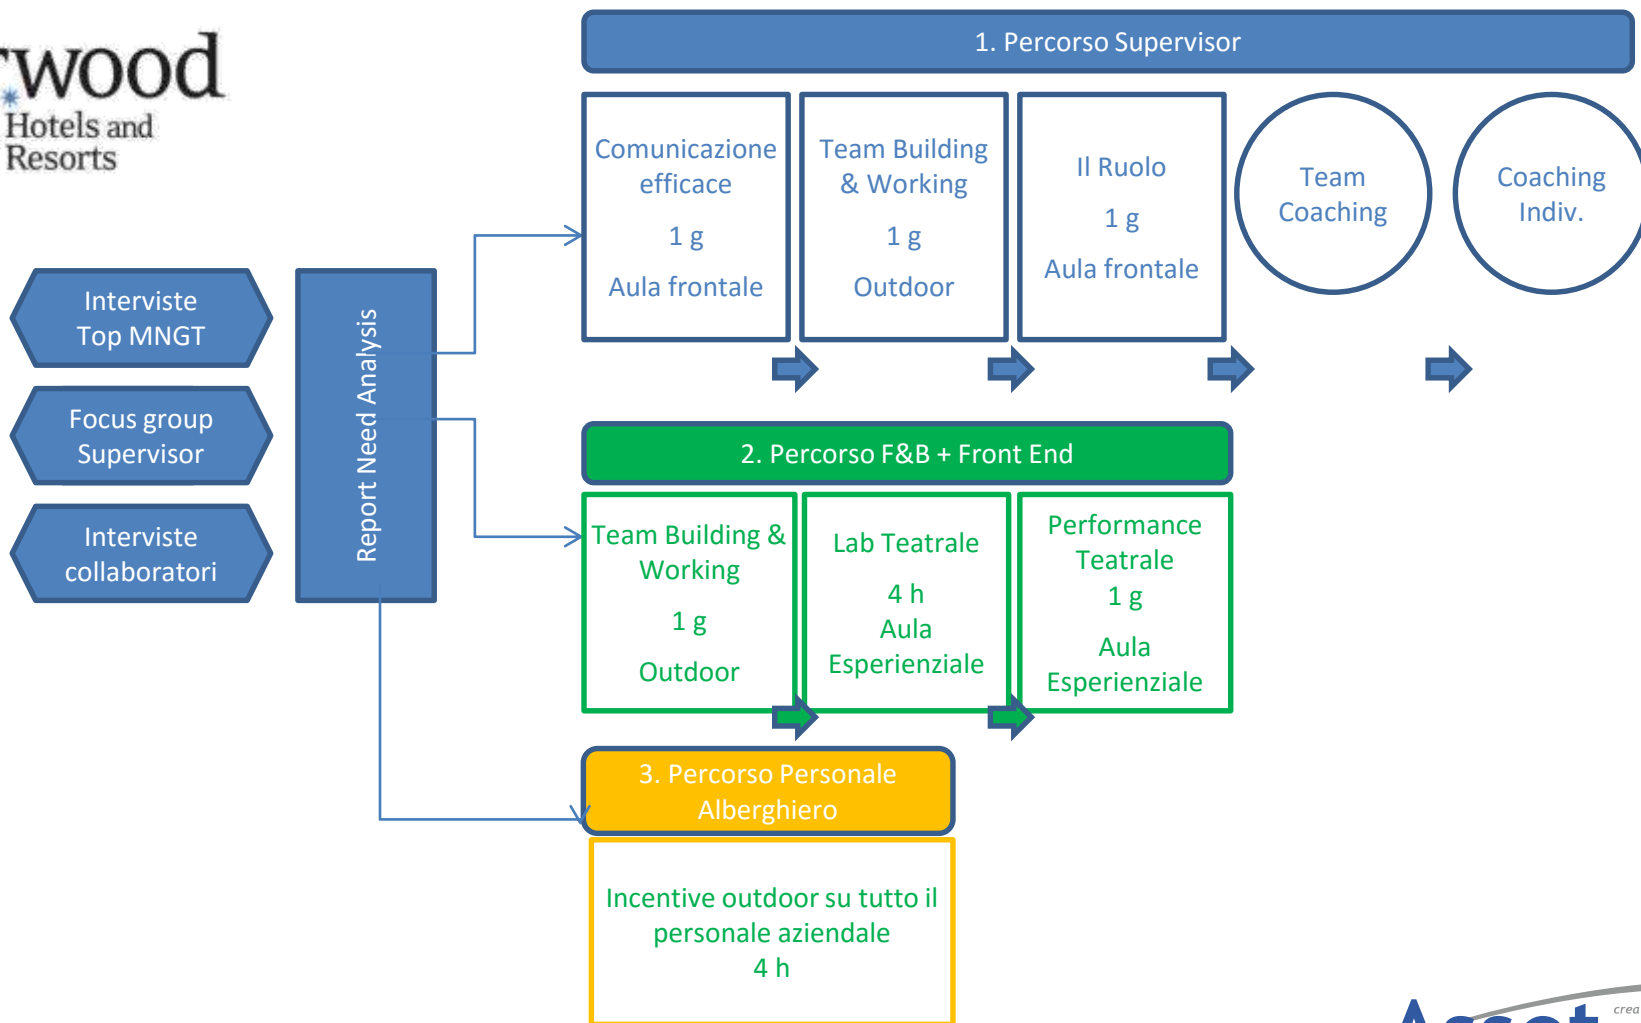 wood
Hotels and
Resorts
1. Percorso Supervisor
Comunicazione
efficace
1 g
Aula frontale
Team Building
& Working
1 g
Outdoor
Il Ruolo
1 g
Aula frontale
Team
Coaching
Coaching
Indiv.
Interviste
Top MNGT
Focus group
Supervisor
Interviste
collaboratori
Report Need Analysis
2. Percorso F&B + Front End
Team Building &
Working
1 g
Outdoor
Lab Teatrale
4 h
Aula
Esperienziale
Performance
Teatrale
1 g
Aula
Esperienziale
3. Percorso Personale
Alberghiero
Incentive outdoor su tutto il
personale aziendale
4 h
Asset
crea